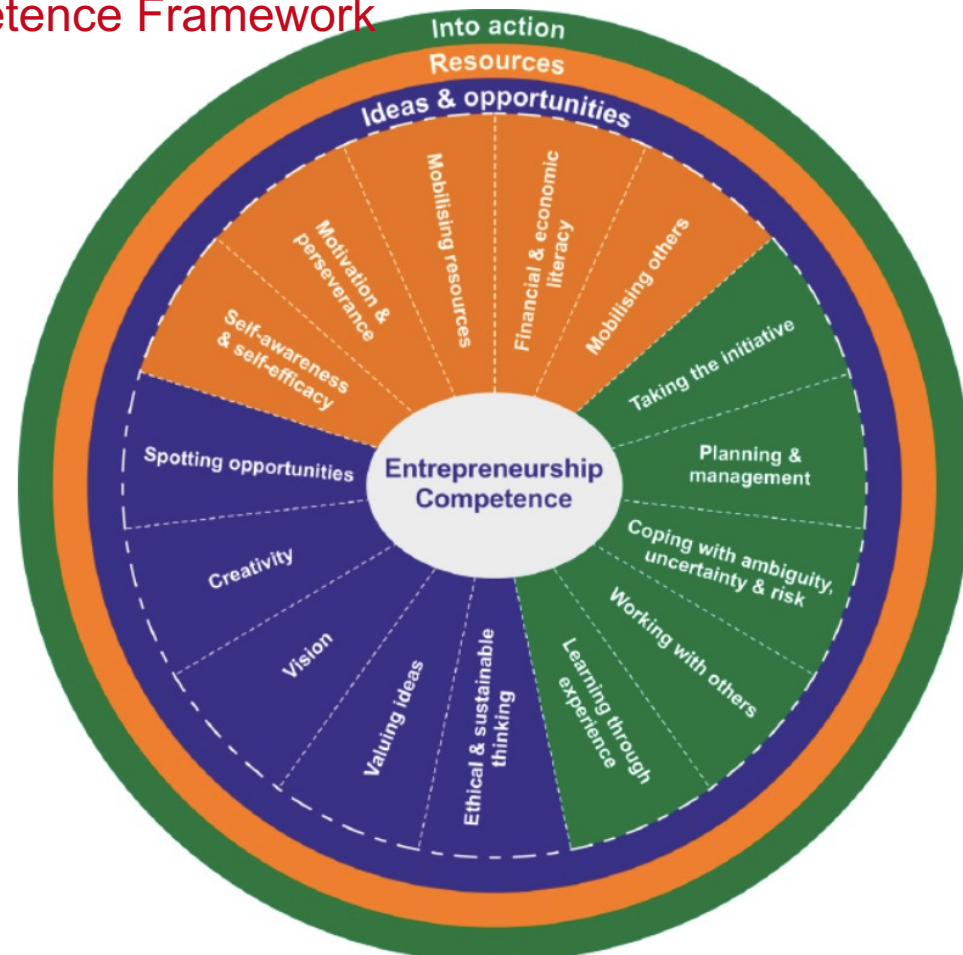 etence Framework
Into action
Resources
Ideas & opportunities
Mobilising resources
Financial & economic
literacy
Mobilising others
Taking the initiative
Planning &
management
Coping with ambiguity,
uncertainty & risk
Working with others
Learning through
experience
Ethical & sustainable
thinking
Valuing ideas
Vision
Creativity
Spotting opportunities
Self-awareness
& self-efficacy
Motivation &
perseverance
Entrepreneurship
Competence